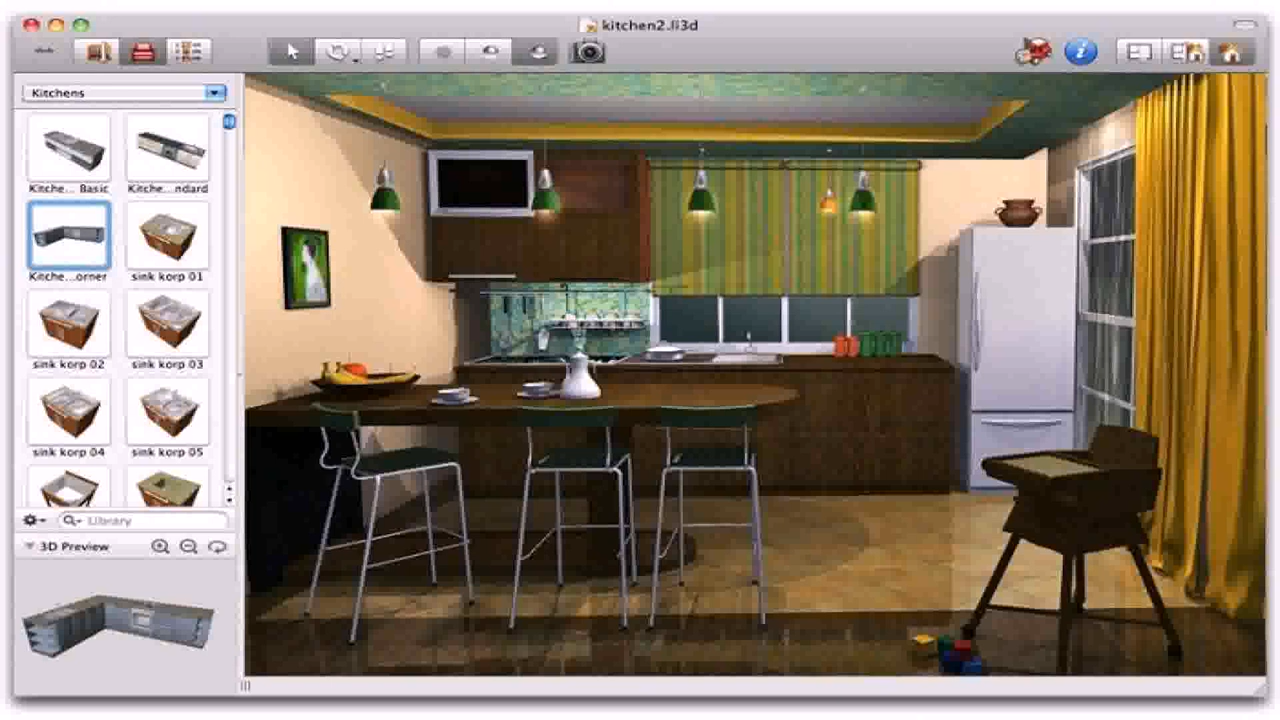 kitchen2.li3d
Kitchens
Kitche... Basic
Kitche...ndard
Kitche...orner
sink korp 01
sink korp 02
sink korp 03
sink korp 04
sink korp 05
Library
3D Preview